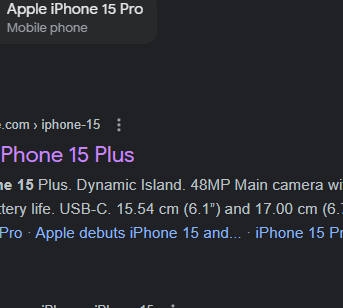 Apple iPhone 15 Pro
Mobile phone
.com › iphone-15
Phone 15 Plus
15 Plus. Dynamic Island. 48MP Main camera
life. USB-C. 15.54 cm (6.1") and 17.00 cm
Pro · Apple debuts iPhone 15 and... · iPhone 15